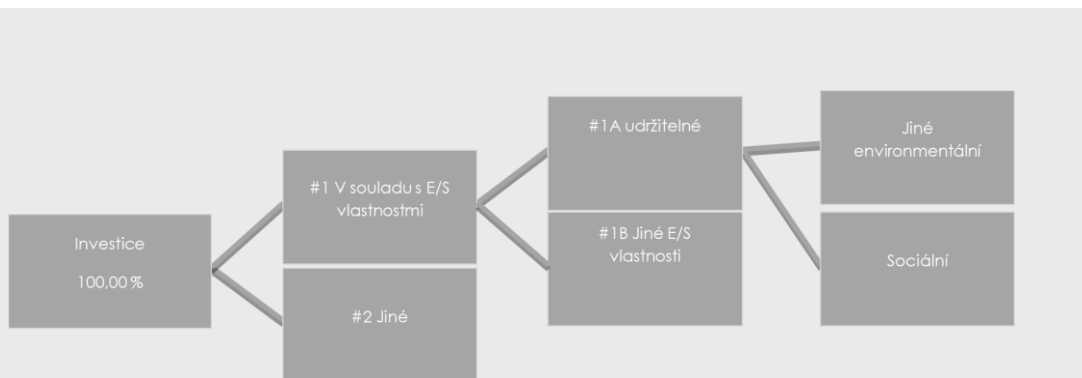 Investice
100,00 %
#1 V souladu s E/S
vlastnostmi
#2 Jiné
#1A udržitelné
#1B Jiné E/S
vlastnosti
Jiné
environmentální
Sociální